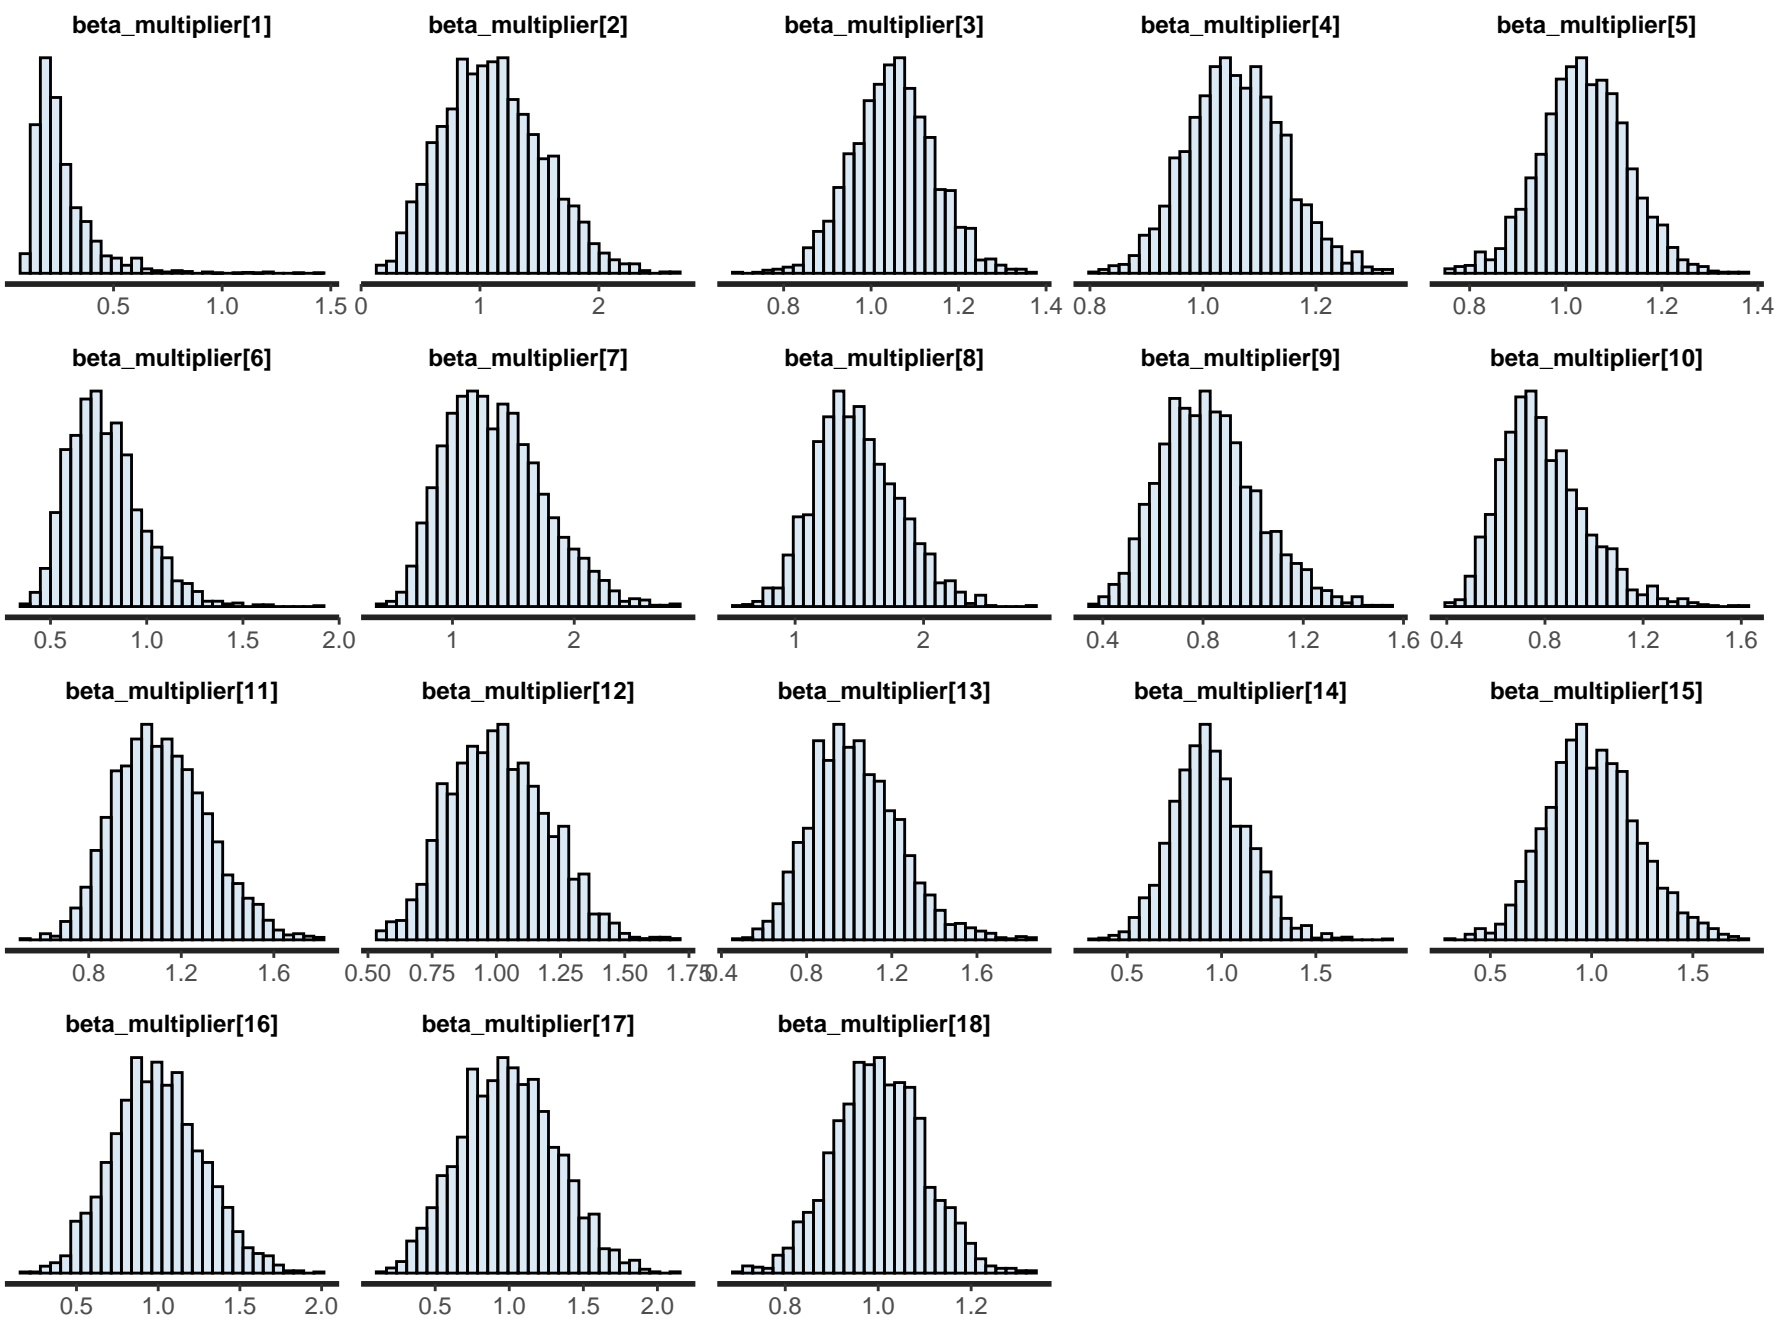 beta_multiplier[1] beta_multiplier[2] beta_multiplier[3] beta_multiplier[4] beta_multiplier[5]
0.5 1.0 1.5 0 1 2 0.8 1.0 1.2 1.4 0.8 1.0 1.2 0.8 1.0 1.2 1.4
beta_multiplier[6] beta_multiplier[7] beta_multiplier[8] beta_multiplier[9] beta_multiplier[10]
0.5 1.0 1.5 2.0 1 2 1 2 0.4 0.8 1.2 1.6 0.4 0.8 1.2 1.6
beta_multiplier[11] beta_multiplier[12] beta_multiplier[13] beta_multiplier[14] beta_multiplier[15]
0.8 1.2 1.6 0.50 0.75 1.00 1.25 1.50 1.75 0.4 0.8 1.2 1.6 0.5 1.0 1.5 0.5 1.0 1.5
beta_multiplier[16] beta_multiplier[17] beta_multiplier[18]
0.5 1.0 1.5 2.0 0.5 1.0 1.5 2.0 0.8 1.0 1.2